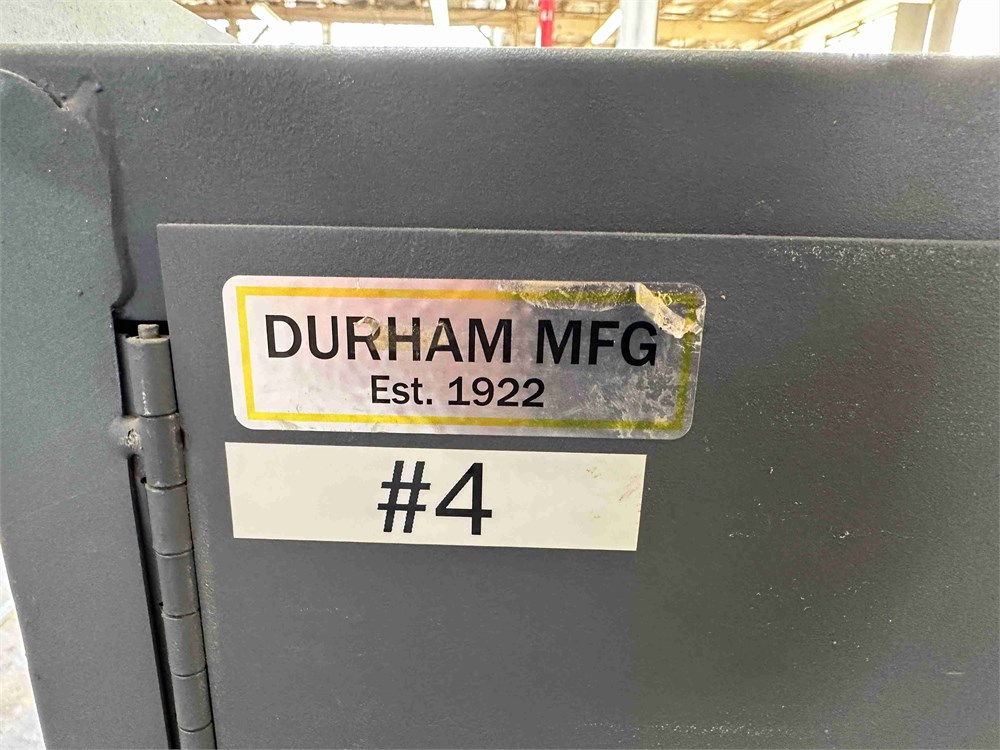 DURHAM MFG
Est. 1922
#4